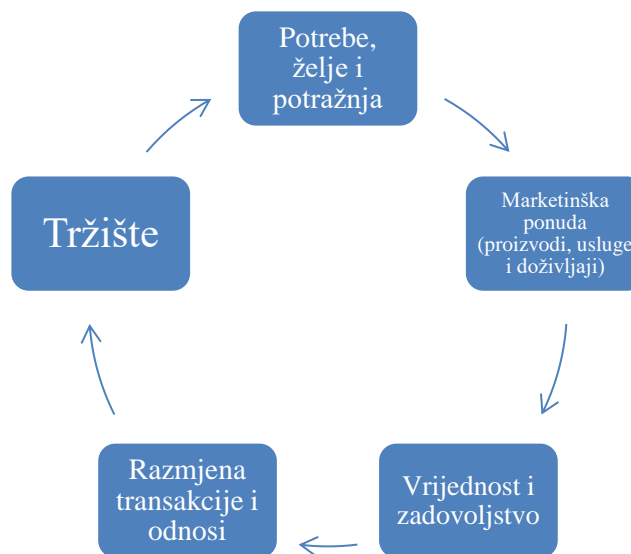 Potrebe,
želje i
potražnja
Marketinška
ponuda
(proizvodi, usluge
i doživljaji)
Vrijednost i
zadovoljstvo
Razmjena
transakcije i
odnosi
Tržište